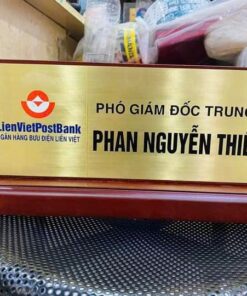 LienVietPostBank
NGÂN HÀNG BƯU ĐIỆN LIÊN VIỆT
PHÓ GIÁM ĐỐC TRUNG
PHAN NGUYỄN THI